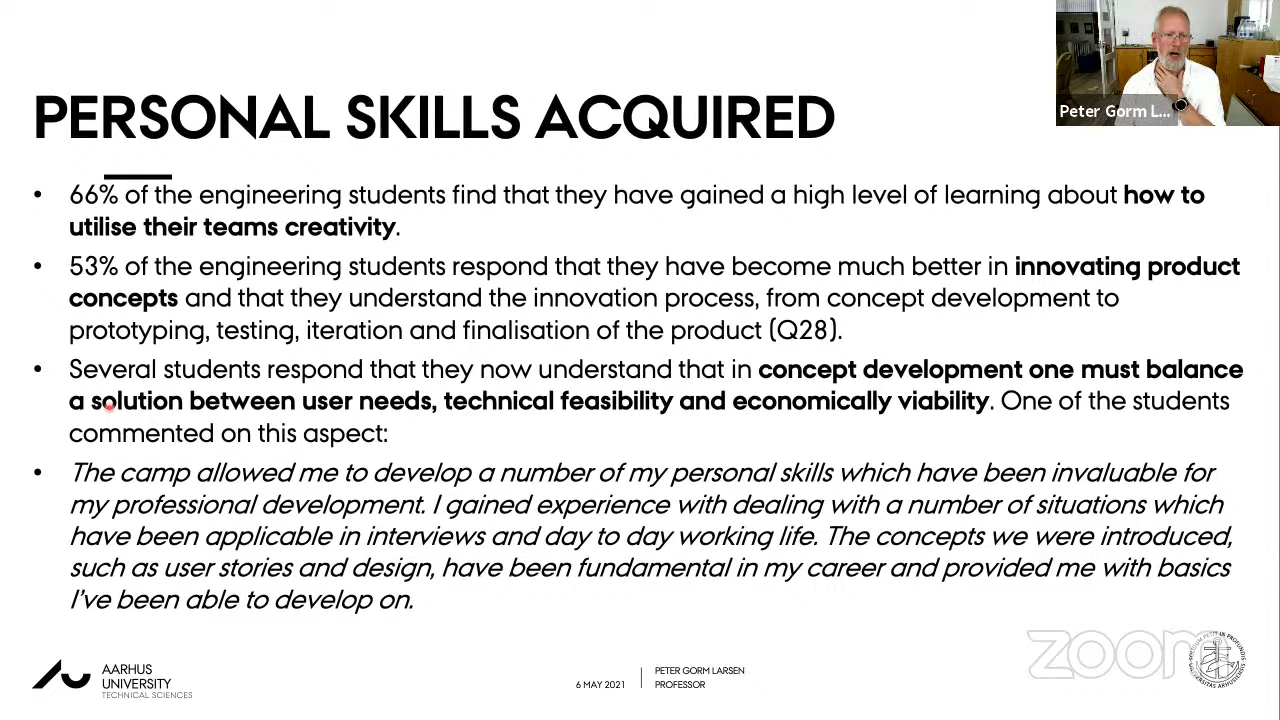 Peter Gorm L...
PERSONAL SKILLS ACQUIRED
• 66% of the engineering students find that they have gained a high level of learning about how to
utilise their teams creativity.
• 53% of the engineering students respond that they have become much better in innovating product
concepts and that they understand the innovation process, from concept development to
prototyping, testing, iteration and finalisation of the product (Q28).
• Several students respond that they now understand that in concept development one must balance
a solution between user needs, technical feasibility and economically viability. One of the students
commented on this aspect:
• The camp allowed me to develop a number of my personal skills which have been invaluable for
my professional development. I gained experience with dealing with a number of situations which
have been applicable in interviews and day to day working life. The concepts we were introduced,
such as user stories and design, have been fundamental in my career and provided me with basics
I've been able to develop on.
zoom
AARHUS
UNIVERSITY
TECHNICAL SCIENCES
6 MAY 2021
PETER GORM LARSEN
PROFESSOR